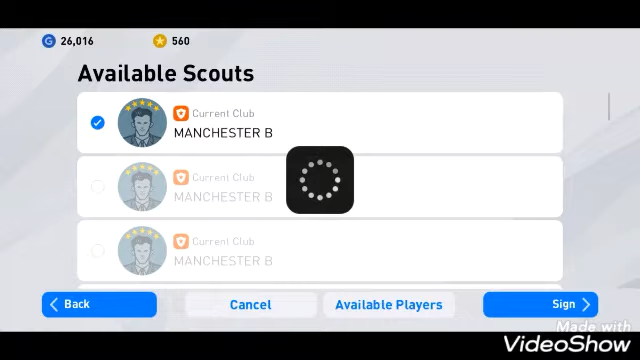 26,016
560
Available Scouts
Current Club
MANCHESTER B
Current Club
MANCHESTER B
Current Club
MANCHESTER B
Back
Cancel
Available Players
Sign
Made with
VideoShow